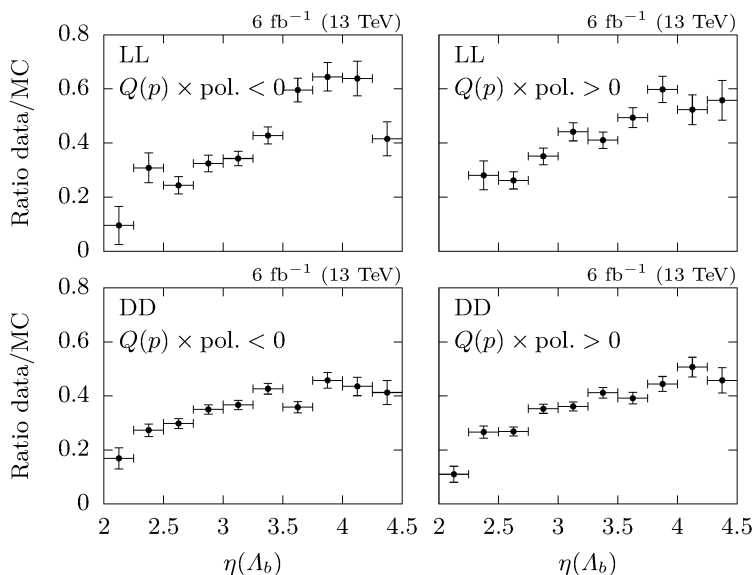 6 fb⁻¹ (13 TeV)
6 fb⁻¹ (13 TeV)
0.8
0.6
0.4
0.2
0
Ratio data/MC
LL
Q(p) × pol. < 0
LL
Q(p) × pol. > 0
6 fb⁻¹ (13 TeV)
6 fb⁻¹ (13 TeV)
0.8
0.6
0.4
0.2
0
Ratio data/MC
DD
Q(p) × pol. < 0
DD
Q(p) × pol. > 0
2 2.5 3 3.5 4 4.5
2.5 3 3.5 4 4.5
η(Λb)
η(Λb)